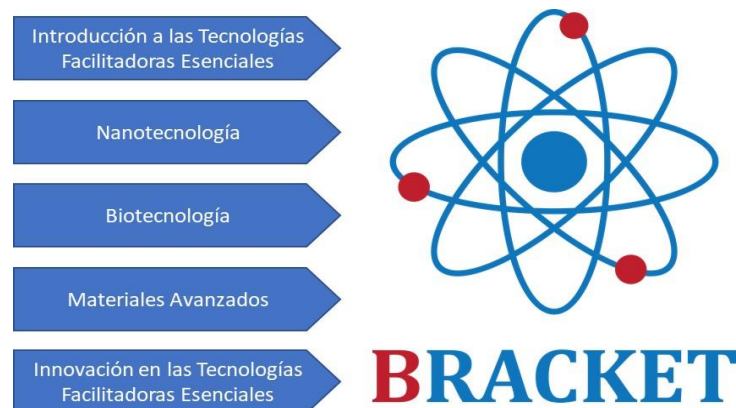 Introducción a las Tecnologías
Facilitadoras Esenciales
Nanotecnología
Biotecnología
Materiales Avanzados
Innovación en las Tecnologías
Facilitadoras Esenciales
BRACKET